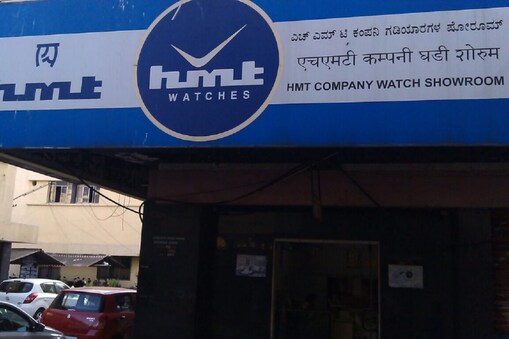 hmt
hmt
WATCHES
ಎಚ್ ಎಮ್ ಟಿ ಕಂಪನಿ ಗಡಿಯಾರಗಳ ಷೋರೂಮ್
एचएमटी कम्पनी घडी शोरुम
HMT COMPANY WATCH SHOWROOM